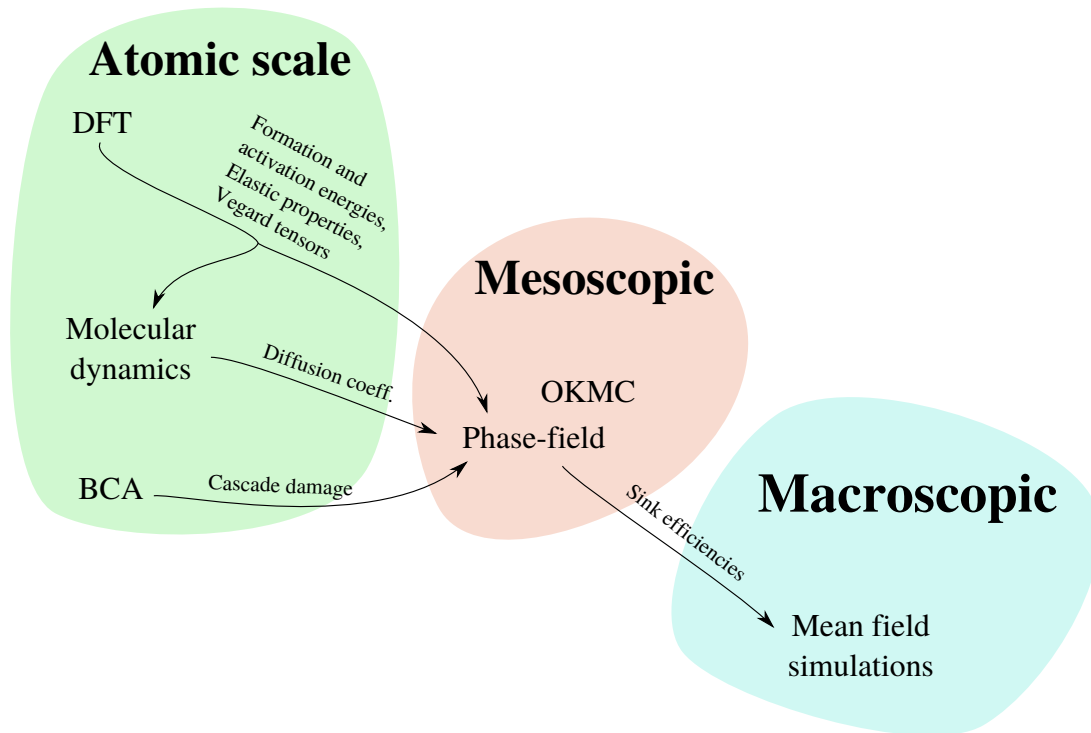 Atomic scale
DFT
Formation and
activation energies,
Elastic properties,
Vegard tensors
Molecular
dynamics
Diffusion coeff.
BCA
Cascade damage
Mesoscopic
OKMC
Phase-field
Sink efficiencies
Macroscopic
Mean field
simulations